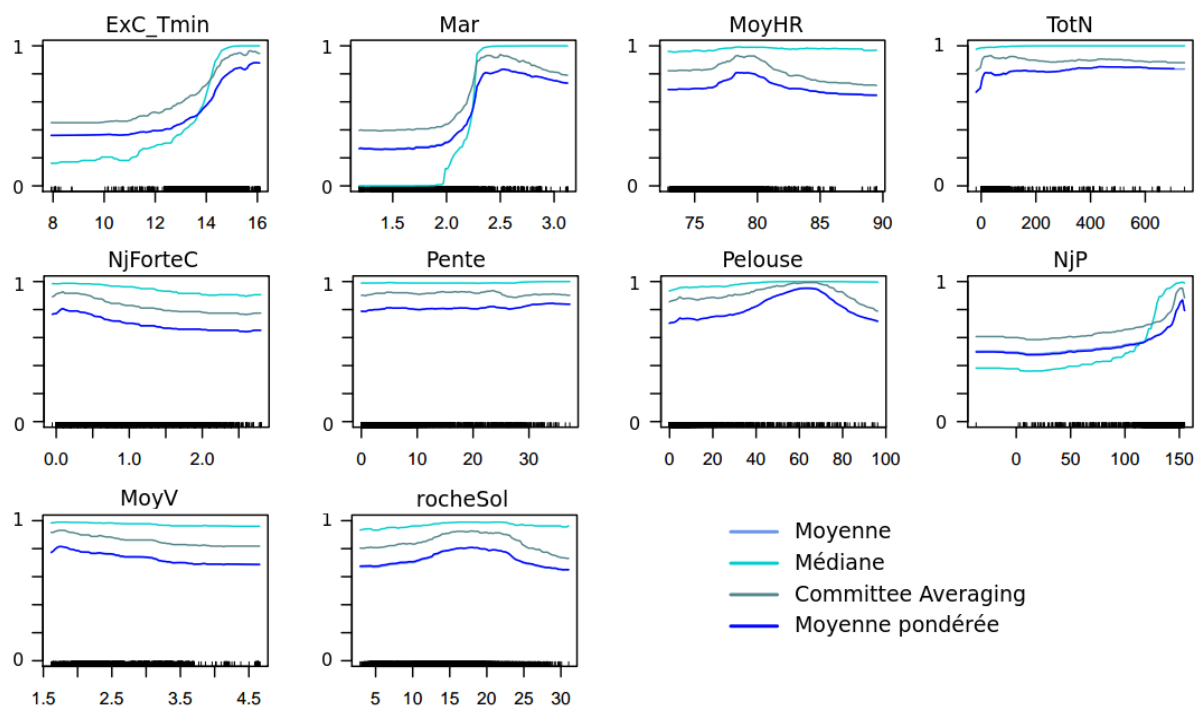 ExC_Tmin Mar MoyHR TotN
1 1 1 1
0 0 0 0
8 10 12 14 16 1.5 2.0 2.5 3.0 75 80 85 90 0 200 400 600
NjForteC Pente Pelouse NjP
1 1 1 1
0 0 0 0
0.0 1.0 2.0 0 10 20 30 0 20 40 60 80 100 0 50 100 150
MoyV rocheSol
1 1
Moyenne
Médiane
Committee Averaging
Moyenne pondérée
0 0
1.5 2.5 3.5 4.5 5 10 15 20 25 30